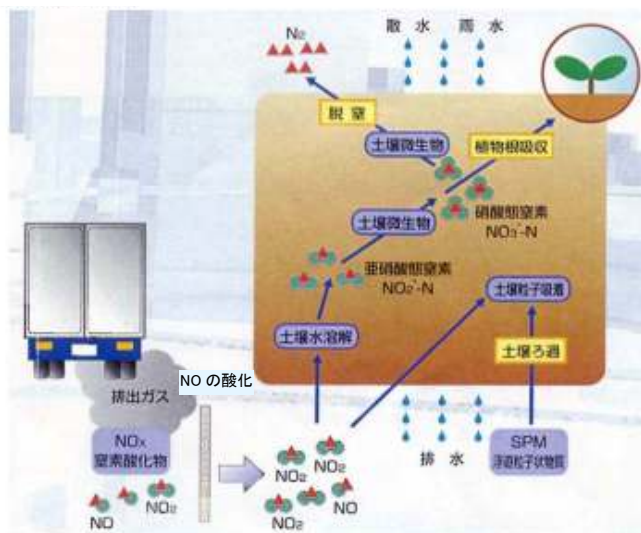 N₂
散 水 雨 水
脱 窒
土壌微生物
植物根吸収
土壌微生物
硝酸態窒素
NO₃⁻-N
亜硝酸態窒素
NO₂⁻-N
土壌粒子吸着
土壌水溶解
土壌ろ過
NO の酸化
排出ガス
NOx
窒素酸化物
NO
NO₂
NO₂
NO₂
NO₂
NO
排 水
SPM
浮遊粒子状物質